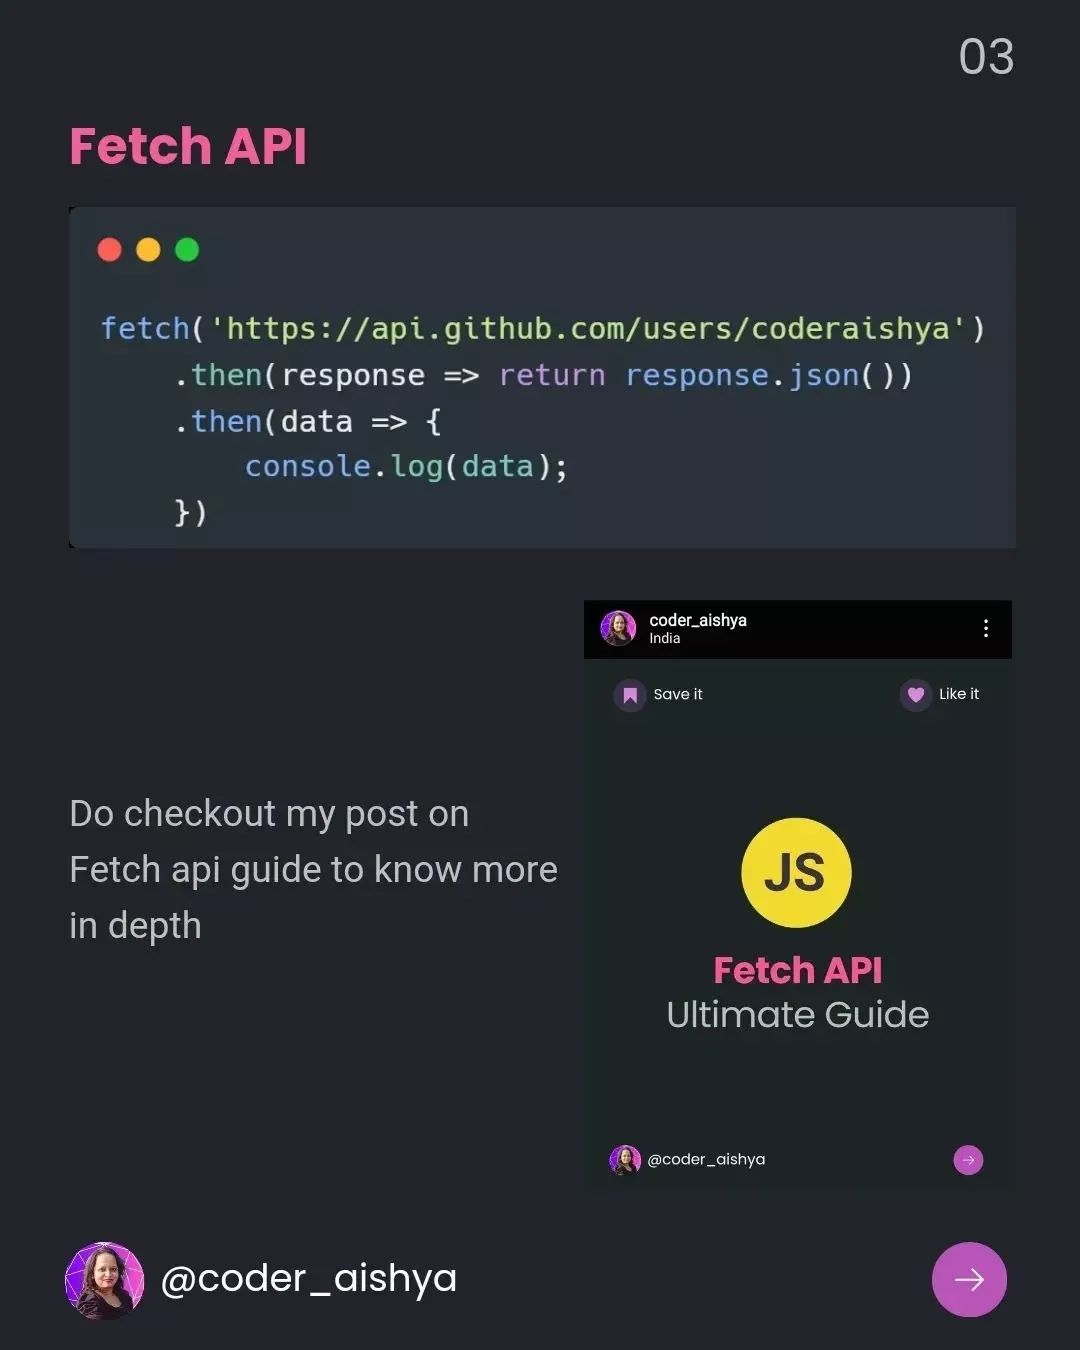 03
Fetch API
fetch('https://api.github.com/users/coderaishya')
    .then(response => return response.json())
    .then(data => {
        console.log(data);
    })
coder_aishya
India
Save it
Like it
Do checkout my post on
Fetch api guide to know more
in depth
JS
Fetch API
Ultimate Guide
@coder_aishya
@coder_aishya